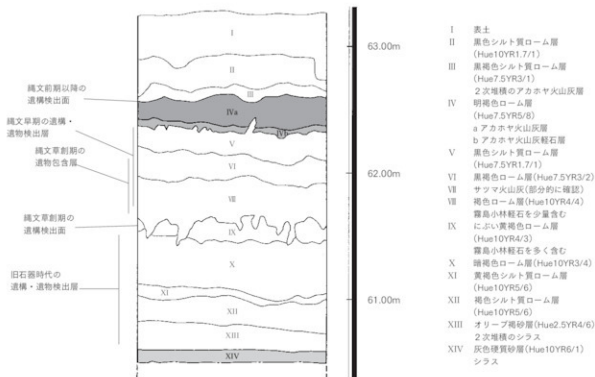 縄文前期以降の
遺構検出面
縄文早期の遺構・
遺物検出層
縄文草創期の
遺物包含層
縄文草創期の
遺構検出面
旧石器時代の
遺構・遺物検出層
I
II
III
IVa
IVb
V
VI
VIII
IX
X
XI
XII
XIII
XIV
63.00m
62.00m
61.00m
I 表土
II 黒色シルト質ローム層
(Hue10YR1.7/1)
III 黒褐色シルト質ローム層
(Hue7.5YR3/1)
２次堆積のアカホヤ火山灰層
IV 明褐色ローム層
(Hue7.5YR5/8)
a アカホヤ火山灰層
b アカホヤ火山灰軽石層
V 黒色シルト質ローム層
(Hue7.5YR1.7/1)
VI 黒褐色ローム層(Hue7.5YR3/2)
VII サツマ火山灰(部分的に確認)
VIII 褐色ローム層(Hue10YR4/4)
霧島小林軽石を少量含む
IX にぶい黄褐色ローム層
(Hue10YR4/3)
霧島小林軽石を多く含む
X 暗褐色ローム層(Hue10YR3/4)
XI 黄褐色シルト質ローム層
(Hue10YR5/6)
XII 褐色シルト質ローム層
(Hue10YR5/6)
XIII オリーブ褐砂層(Hue2.5YR4/6)
２次堆積のシラス
XIV 灰色硬質砂層(Hue10YR6/1)
シラス